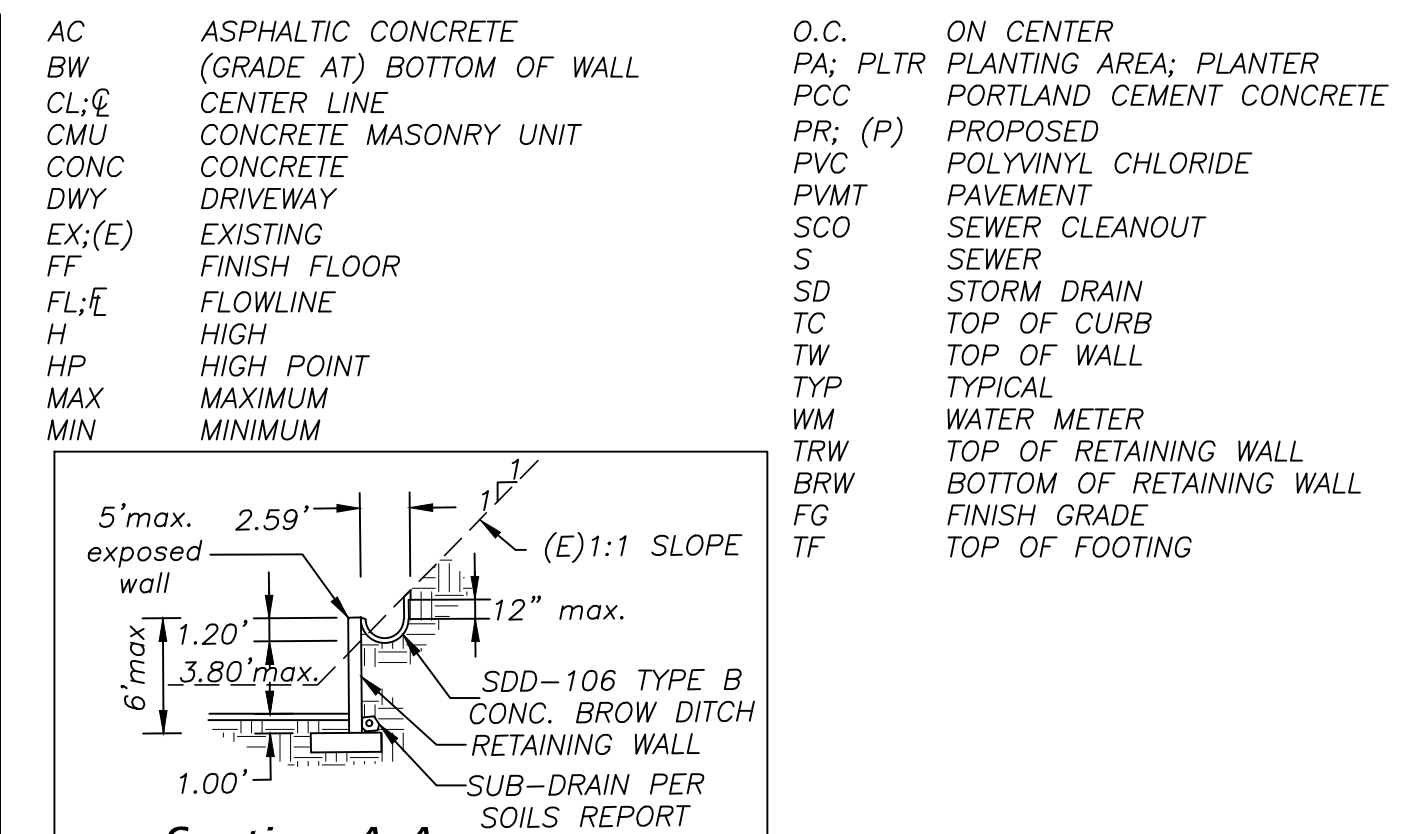 AC ASPHALTIC CONCRETE
BW (GRADE AT) BOTTOM OF WALL
CL;℄ CENTER LINE
CMU CONCRETE MASONRY UNIT
CONC CONCRETE
DWY DRIVEWAY
EX;(E) EXISTING
FF FINISH FLOOR
FL;FL FLOWLINE
H HIGH
HP HIGH POINT
MAX MAXIMUM
MIN MINIMUM
O.C. ON CENTER
PA; PLTR PLANTING AREA; PLANTER
PCC PORTLAND CEMENT CONCRETE
PR; (P) PROPOSED
PVC POLYVINYL CHLORIDE
PVMT PAVEMENT
SCO SEWER CLEANOUT
S SEWER
SD STORM DRAIN
TC TOP OF CURB
TW TOP OF WALL
TYP TYPICAL
WM WATER METER
TRW TOP OF RETAINING WALL
BRW BOTTOM OF RETAINING WALL
FG FINISH GRADE
TF TOP OF FOOTING
1
1
5'max.
exposed
wall
2.59'
(E)1:1 SLOPE
12" max.
1.20'
3.80'max.
6'max
1.00'
SDD-106 TYPE B
CONC. BROW DITCH
RETAINING WALL
SUB-DRAIN PER
SOILS REPORT
Section A-A